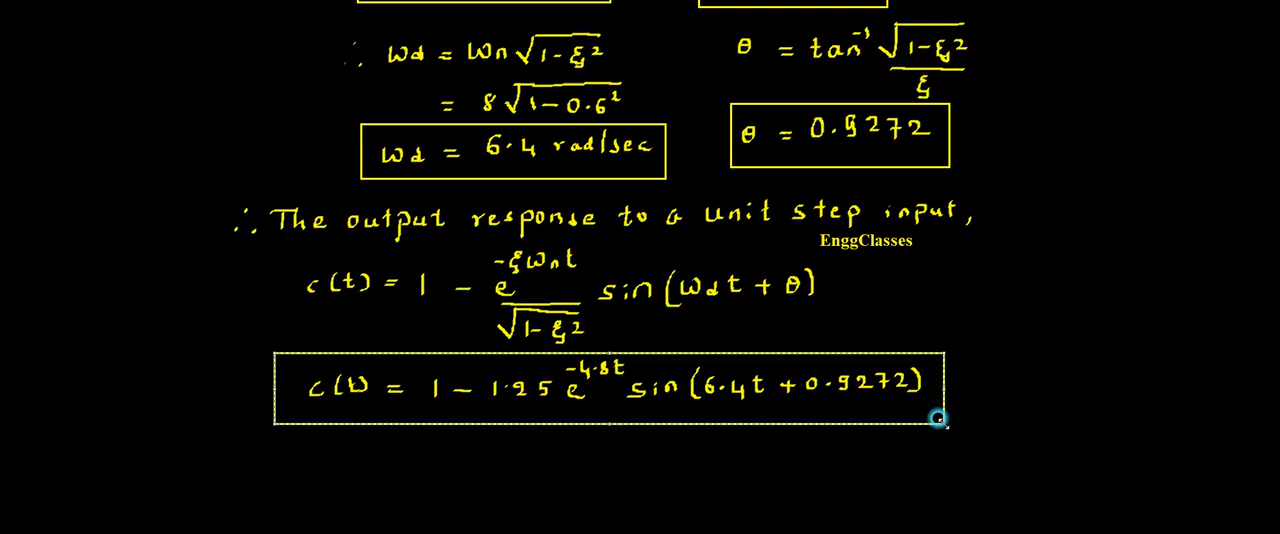 ∴ ωd = ωn √(1-ξ²)
= 8 √(1-0.6²)
ωd = 6.4 rad/sec
θ = tan⁻¹ √(1-ξ²) / ξ
θ = 0.9272
∴ The output response to a unit step input,
EnggClasses
c(t) = 1 - e^(-ξωnt) / √(1-ξ²) sin(ωdt + θ)
c(t) = 1 - 1.25 e^(-4.8t) sin(6.4t + 0.9272)